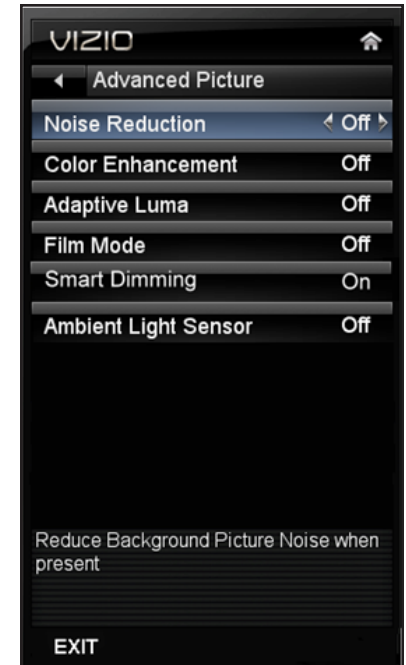 VIZIO
Advanced Picture
Noise Reduction Off
Color Enhancement Off
Adaptive Luma Off
Film Mode Off
Smart Dimming On
Ambient Light Sensor Off
Reduce Background Picture Noise when
present
EXIT